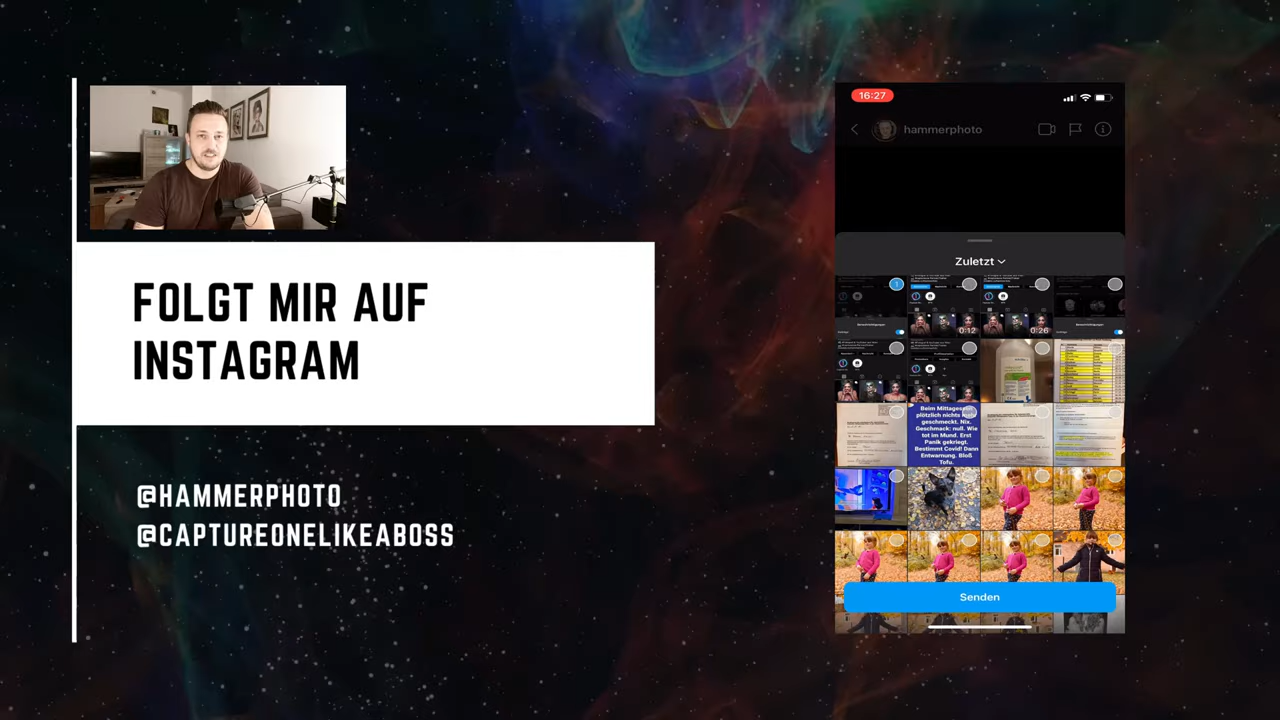 FOLGT MIR AUF
INSTAGRAM
@HAMMERPHOTO
@CAPTUREONELIKEABOSS
16:27
hammerphoto
Zuletzt
0:12
0:26
Beim Mittagessen
plötzlich nichts mehr
geschmeckt. Nix.
Geschmack: null. Wie
tot im Mund. Erst
Panik gekriegt.
Bestimmt Covid! Dann
Entwarnung. Bloß
Tofu.
Senden